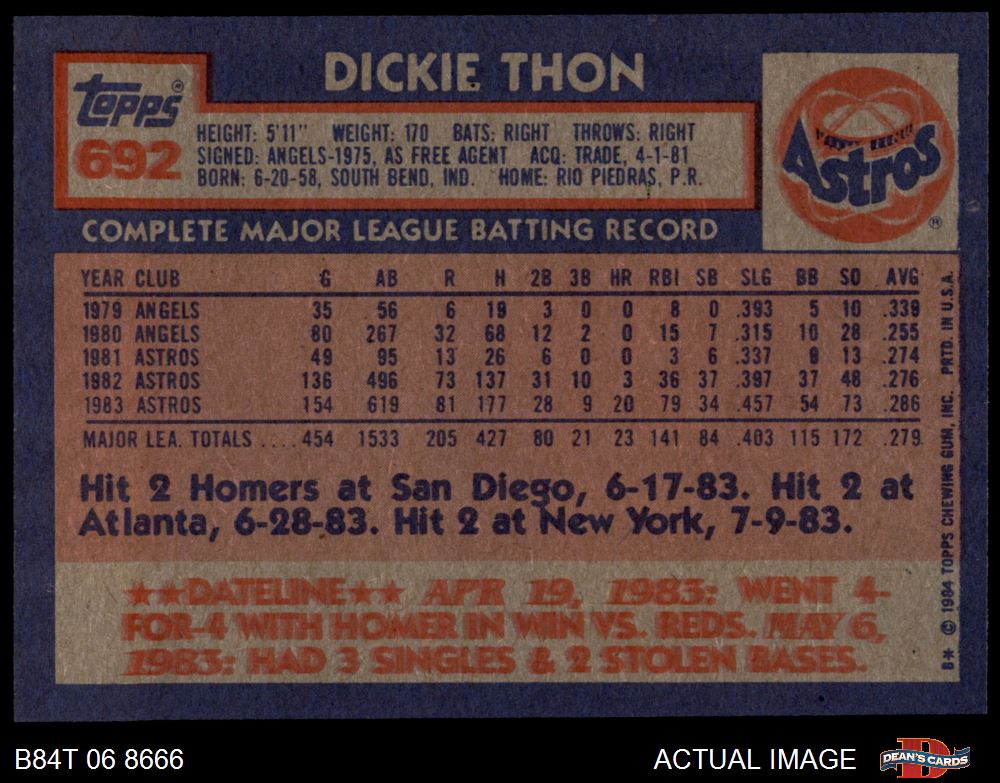 DICKIE THON
Topps®
692
HEIGHT: 5'11" WEIGHT: 170 BATS: RIGHT THROWS: RIGHT
SIGNED: ANGELS-1975, AS FREE AGENT ACQ: TRADE, 4-1-81
BORN: 6-20-58, SOUTH BEND, IND. HOME: RIO PIEDRAS, P.R.
Astros
®
COMPLETE MAJOR LEAGUE BATTING RECORD
YEAR CLUB G AB R H 2B 3B HR RBI SB SLG BB SO AVG
1979 ANGELS 35 56 6 19 3 0 0 8 0 .393 5 10 .339
1980 ANGELS 80 267 32 68 12 2 0 15 7 .315 10 28 .255
1981 ASTROS 49 95 13 26 6 0 0 3 6 .337 9 13 .274
1982 ASTROS 136 496 73 137 31 10 3 36 37 .397 37 48 .276
1983 ASTROS 154 619 81 177 28 9 20 79 34 .457 54 73 .286
MAJOR LEA. TOTALS ....454 1533 205 427 80 21 23 141 84 .403 115 172 .279
Hit 2 Homers at San Diego, 6-17-83. Hit 2 at
Atlanta, 6-28-83. Hit 2 at New York, 7-9-83.
★★DATELINE★★ APR 19, 1983: WENT 4-
FOR-4 WITH HOMER IN WIN VS. REDS. MAY 6,
1983: HAD 3 SINGLES & 2 STOLEN BASES.
B* © 1984 TOPPS CHEWING GUM, INC. PRTD. IN U.S.A.
B84T 06 8666
ACTUAL IMAGE
DEAN'S CARDS